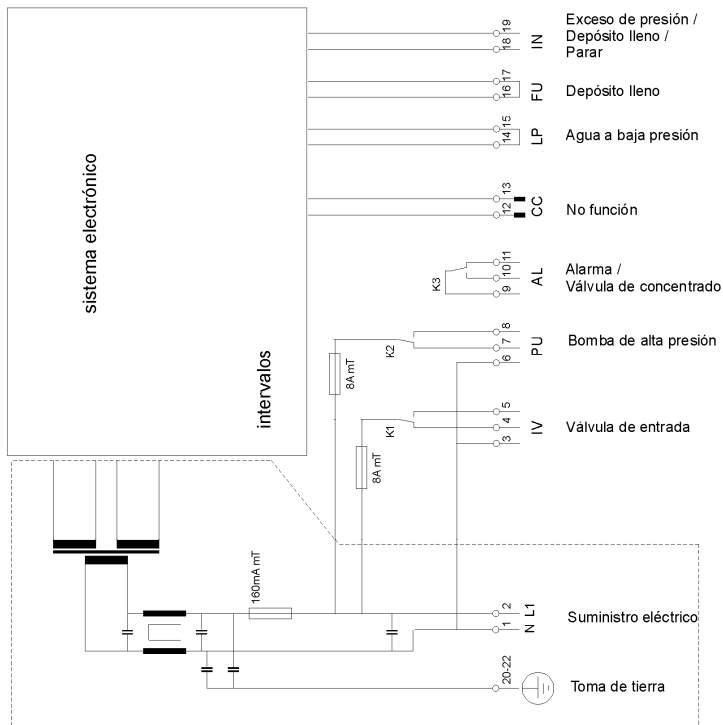 19
18
IN
Exceso de presión /
Depósito lleno /
Parar
17
16
FU
Depósito lleno
15
14
LP
Agua a baja presión
13
12
CC
No función
11
10
9
AL
K3
Alarma /
Válvula de concentrado
8
7
6
PU
K2
8A mT
Bomba de alta presión
5
4
3
IV
K1
8A mT
Válvula de entrada
sistema electrónico
intervalos
160mA mT
2 L1
1 N
Suministro eléctrico
20-22
Toma de tierra